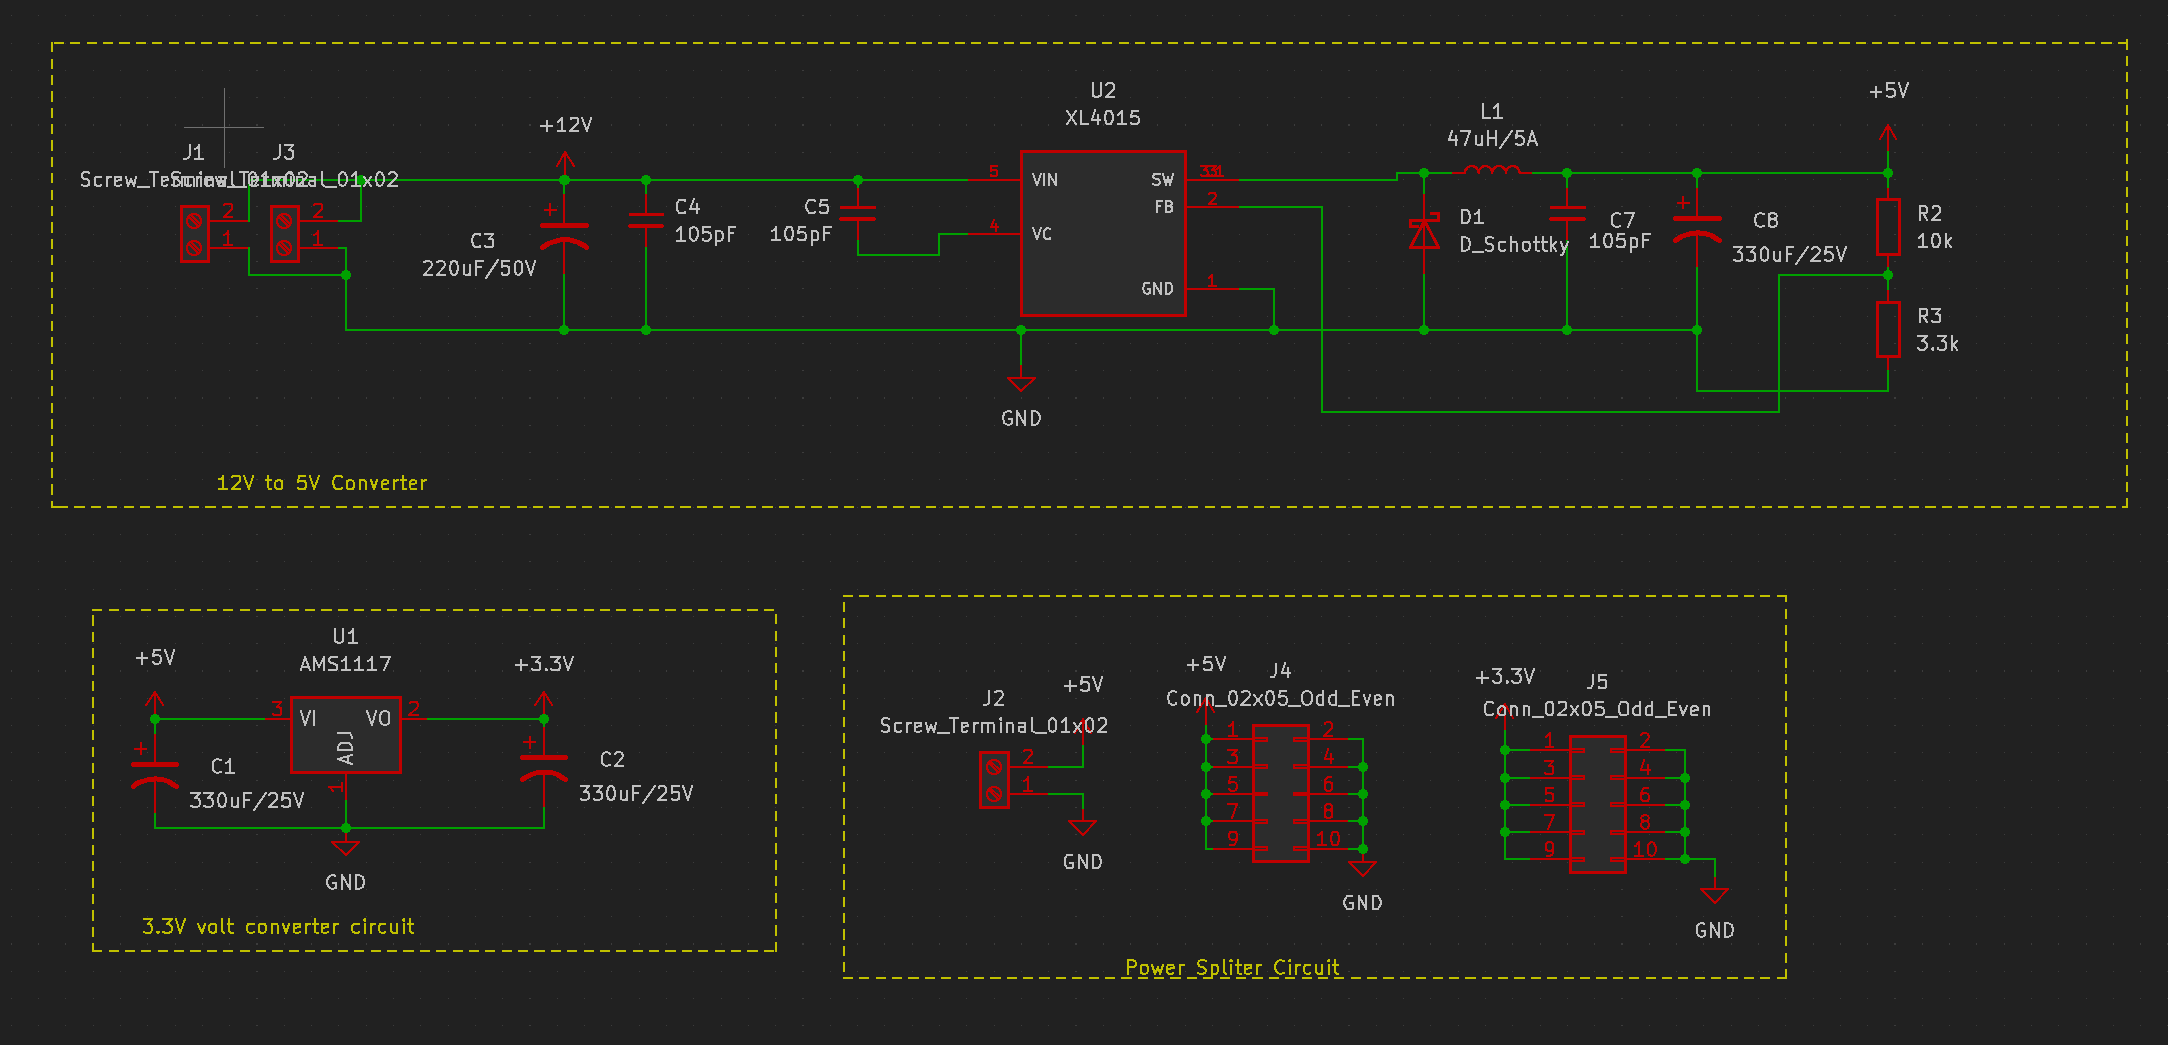 U2
XL4015
+5V
L1
47uH/5A
+12V
J1
J3
Screw_Terminal_01x02
Screw_Terminal_01x02
5
VIN
SW
2
FB
4
VC
1
GND
2
1
2
1
C3
220uF/50V
C4
105pF
C5
105pF
D1
D_Schottky
C7
105pF
C8
330uF/25V
R2
10k
R3
3.3k
GND
12V to 5V Converter
U1
AMS1117
+5V
+3.3V
3
VI
VO
2
ADJ
1
C1
330uF/25V
C2
330uF/25V
GND
3.3V volt converter circuit
J2
Screw_Terminal_01x02
+5V
2
1
GND
+5V
J4
Conn_02x05_Odd_Even
1
2
3
4
5
6
7
8
9
10
GND
+3.3V
J5
Conn_02x05_Odd_Even
1
2
3
4
5
6
7
8
9
10
GND
Power Spliter Circuit